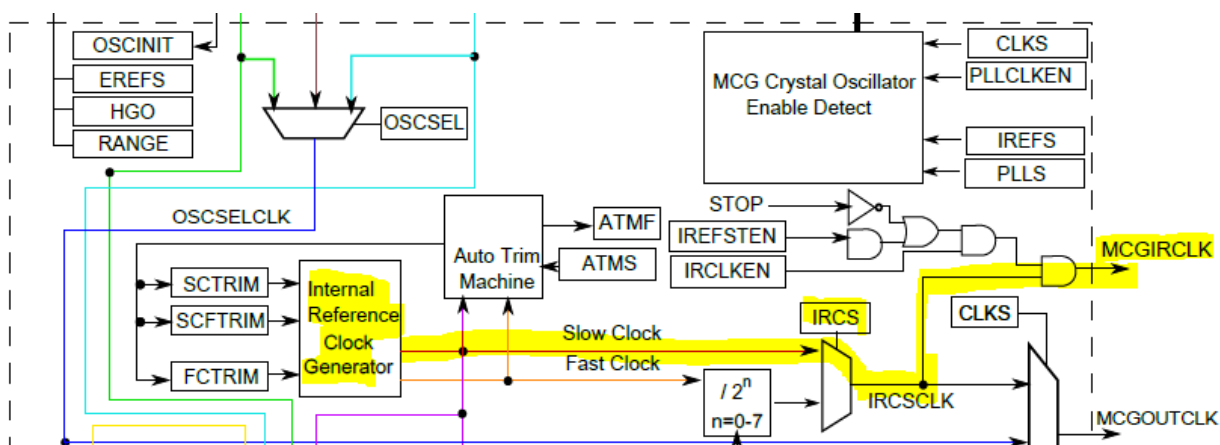 OSCINIT
EREFS
HGO
RANGE
OSCSEL
MCG Crystal Oscillator
Enable Detect
CLKS
PLLCLKEN
IREFS
PLLS
OSCSELCLK
STOP
IREFSTEN
IRCLKEN
MCGIRCLK
ATMF
ATMS
Auto Trim
Machine
SCTRIM
SCFTRIM
FCTRIM
Internal
Reference
Clock
Generator
Slow Clock
Fast Clock
IRCS
CLKS
/ 2n
n=0-7
IRCSCLK
MCGOUTCLK